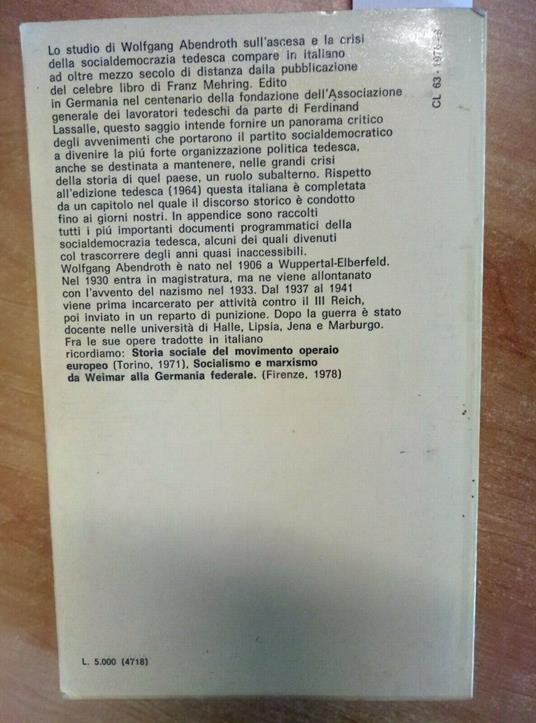 Lo studio di Wolfgang Abendroth sull'ascesa e la crisi
della socialdemocrazia tedesca compare in italiano
ad oltre mezzo secolo di distanza dalla pubblicazione
del celebre libro di Franz Mehring. Edito
in Germania nel centenario della fondazione dell'Associazione
generale dei lavoratori tedeschi da parte di Ferdinand
Lassalle, questo saggio intende fornire un panorama critico
degli avvenimenti che portarono il partito socialdemocratico
a divenire la piú forte organizzazione politica tedesca,
anche se destinata a mantenere, nelle grandi crisi
della storia di quel paese, un ruolo subalterno. Rispetto
all'edizione tedesca (1964) questa italiana è completata
da un capitolo nel quale il discorso storico è condotto
fino ai giorni nostri. In appendice sono raccolti
tutti i piú importanti documenti programmatici della
socialdemocrazia tedesca, alcuni dei quali divenuti
col trascorrere degli anni quasi inaccessibili.
Wolfgang Abendroth è nato nel 1906 a Wuppertal-Elberfeld.
Nel 1930 entra in magistratura, ma ne viene allontanato
con l'avvento del nazismo nel 1933. Dal 1937 al 1941
viene prima incarcerato per attività contro il III Reich,
poi inviato in un reparto di punizione. Dopo la guerra è stato
docente nelle università di Halle, Lipsia, Jena e Marburgo.
Fra le sue opere tradotte in italiano
ricordiamo: Storia sociale del movimento operaio
europeo (Torino, 1971), Socialismo e marxismo
da Weimar alla Germania federale. (Firenze, 1978)
L. 5.000 (4718)
CL 63